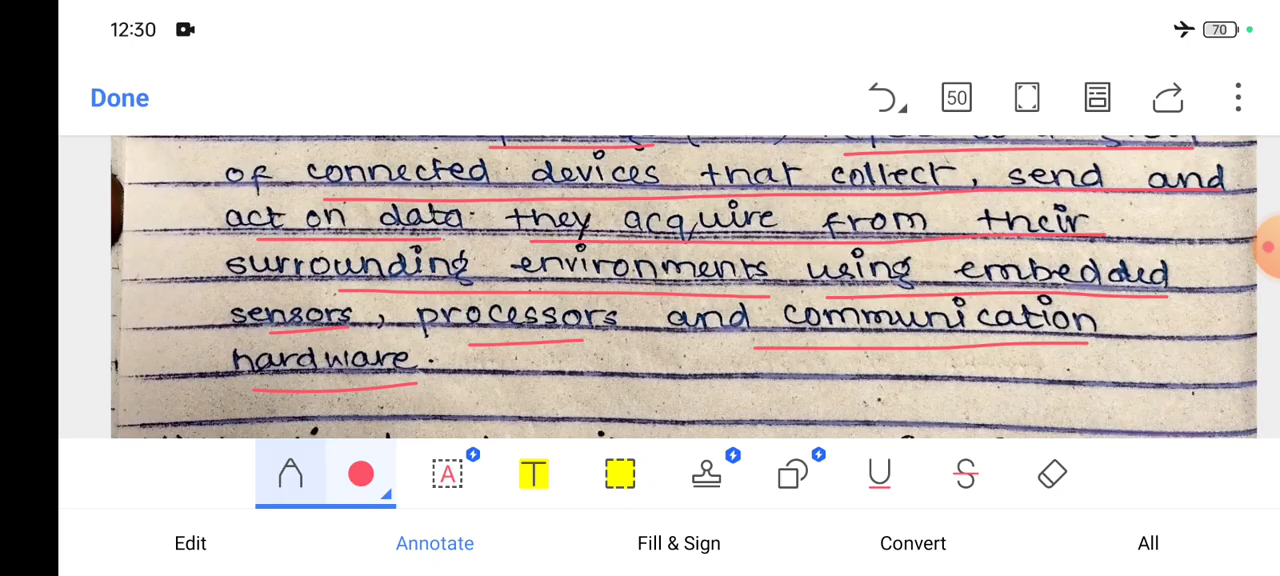 12:30
70
Done
50
of connected devices that collect, send and
act on data they acquire from their
surrounding environments using embedded
sensors, processors and communication
hardware.
A
T
U
S
Edit
Annotate
Fill & Sign
Convert
All